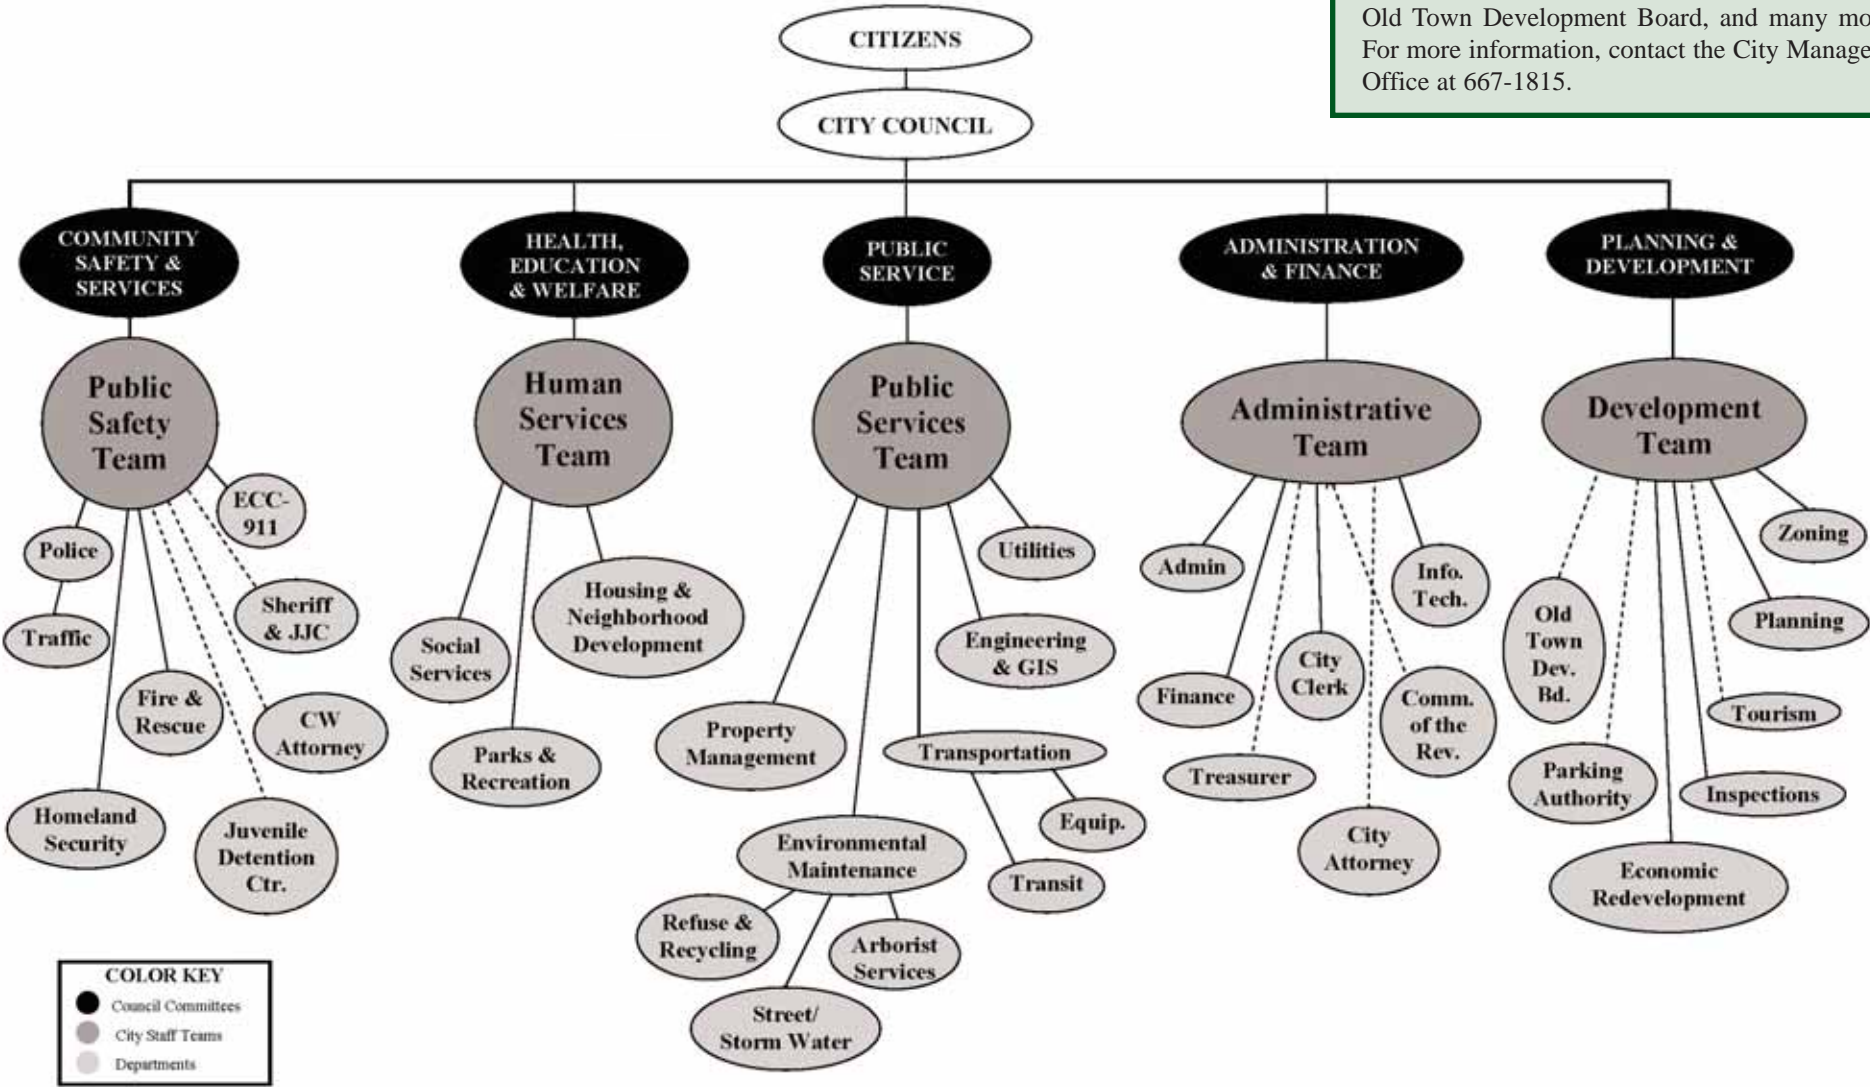 Old Town Development Board, and many mo
For more information, contact the City Manage
Office at 667-1815.
CITIZENS
CITY COUNCIL
COMMUNITY
SAFETY &
SERVICES
HEALTH,
EDUCATION
& WELFARE
PUBLIC
SERVICE
ADMINISTRATION
& FINANCE
PLANNING &
DEVELOPMENT
Public
Safety
Team
Human
Services
Team
Public
Services
Team
Administrative
Team
Development
Team
ECC-
911
Police
Traffic
Sheriff
& JJC
Fire &
Rescue
CW
Attorney
Homeland
Security
Juvenile
Detention
Ctr.
Social
Services
Housing &
Neighborhood
Development
Parks &
Recreation
Utilities
Engineering
& GIS
Property
Management
Transportation
Equip.
Transit
Environmental
Maintenance
Refuse &
Recycling
Arborist
Services
Street/
Storm Water
Admin
Info.
Tech.
Finance
City
Clerk
Comm.
of the
Rev.
Treasurer
City
Attorney
Zoning
Planning
Old
Town
Dev.
Bd.
Tourism
Parking
Authority
Inspections
Economic
Redevelopment
COLOR KEY
Council Committees
City Staff Teams
Departments